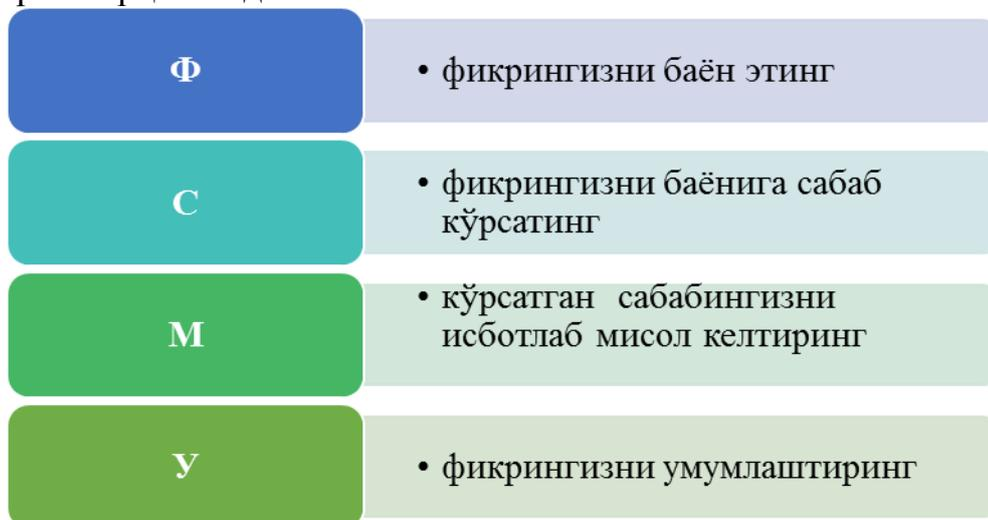 Ф
• фикрингизни баён этинг
С
• фикрингизни баёнига сабаб
кўрсатинг
М
• кўрсатган сабабингизни
исботлаб мисол келтиринг
У
• фикрингизни умумлаштиринг